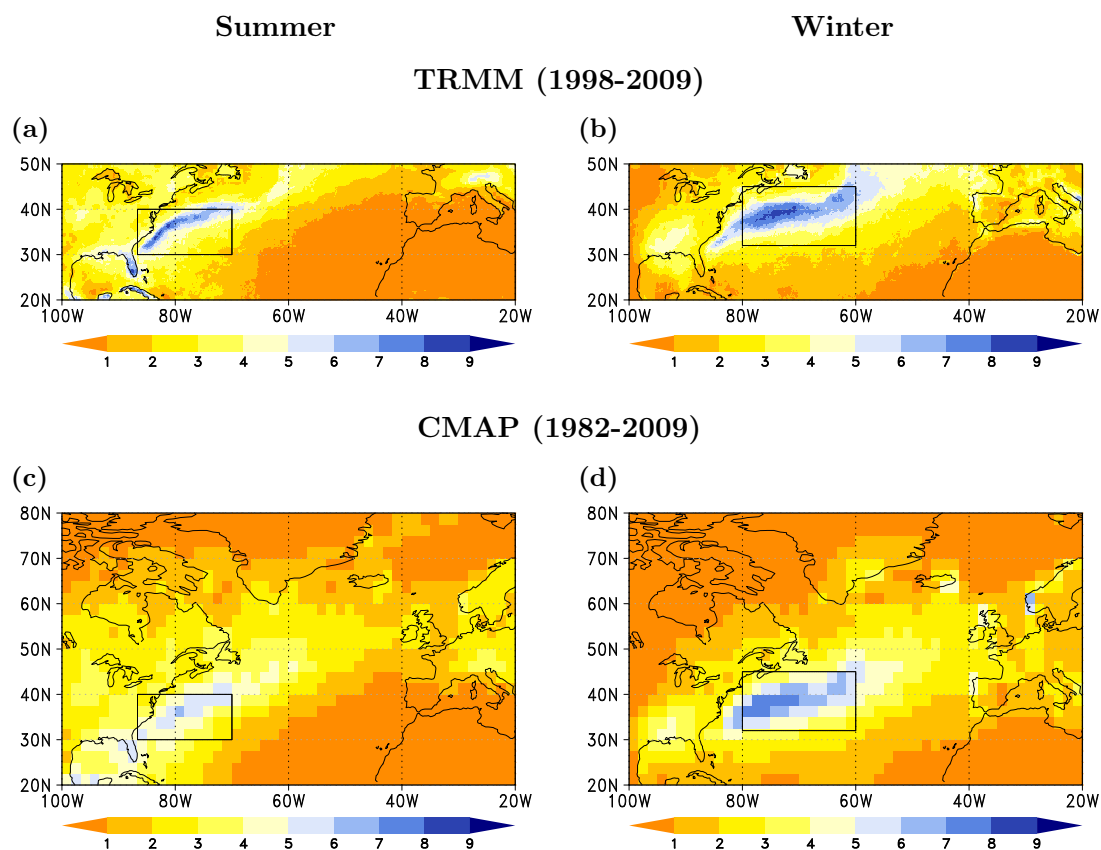 Summer Winter
TRMM (1998-2009)
(a) (b)
50N 50N
40N 40N
30N 30N
20N 20N
100W 80W 60W 40W 20W 100W 80W 60W 40W 20W
1 2 3 4 5 6 7 8 9 1 2 3 4 5 6 7 8 9
CMAP (1982-2009)
(c) (d)
80N 80N
70N 70N
60N 60N
50N 50N
40N 40N
30N 30N
20N 20N
100W 80W 60W 40W 20W 100W 80W 60W 40W 20W
1 2 3 4 5 6 7 8 9 1 2 3 4 5 6 7 8 9